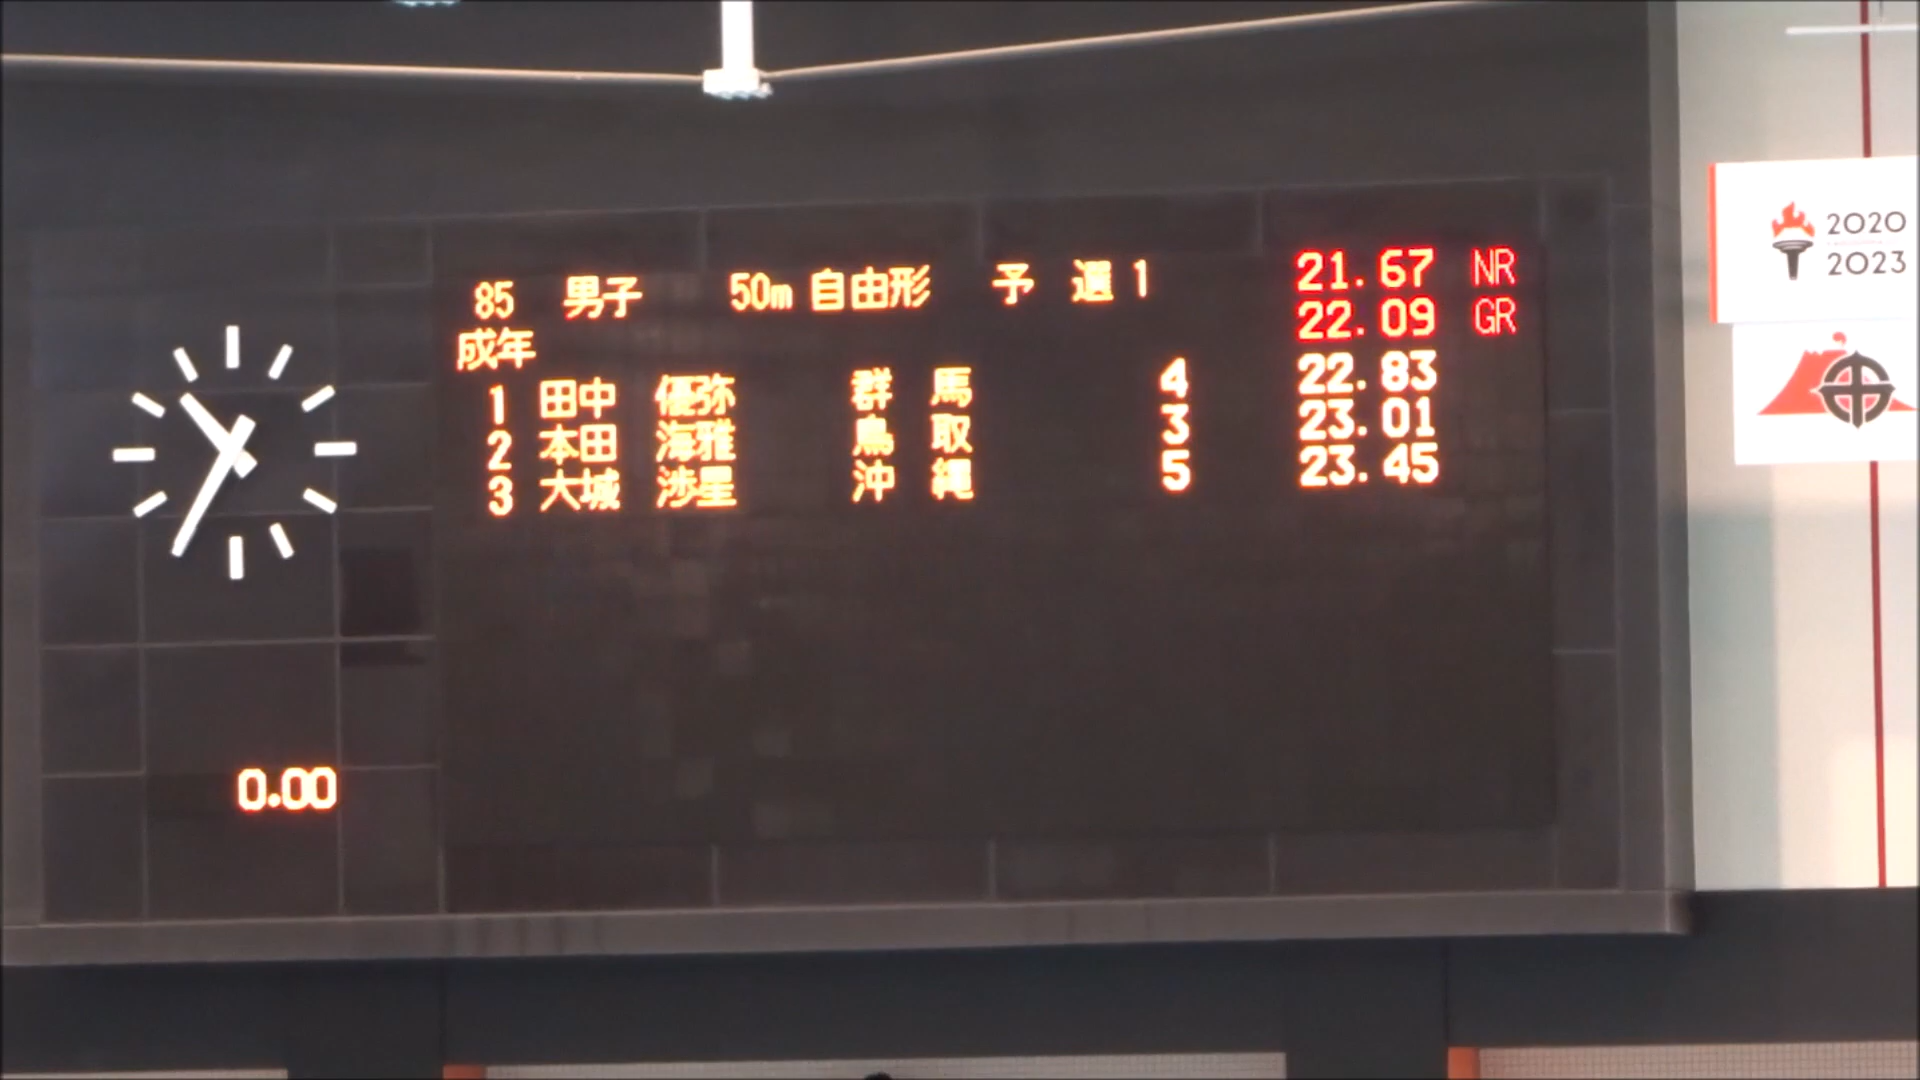 85 男子 50m 自由形 予 選 1 21.67 NR
成年 22.09 GR
1 田中 優弥 群 馬 4 22.83
2 本田 海雅 鳥 取 3 23.01
3 大城 渉星 沖 縄 5 23.45
0.00
2020
2023